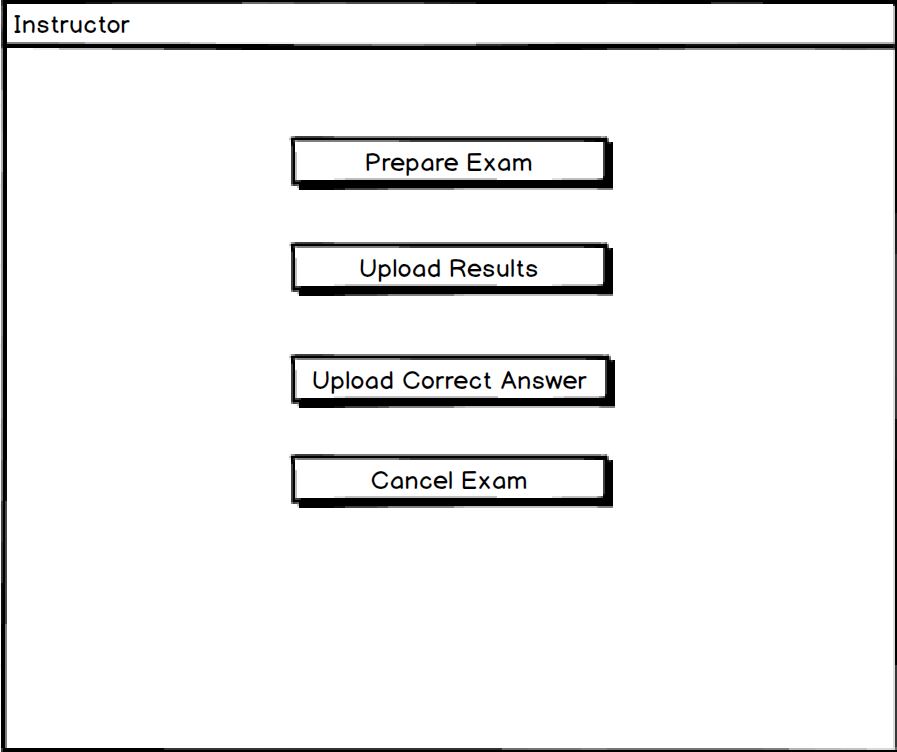 Instructor
Prepare Exam
Upload Results
Upload Correct Answer
Cancel Exam